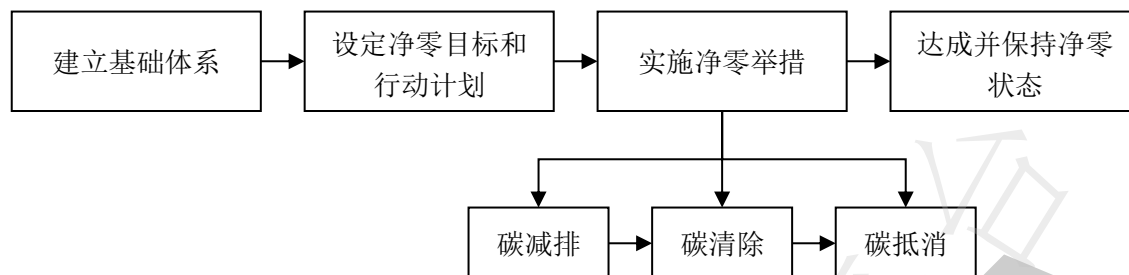 建立基础体系
设定净零目标和
行动计划
实施净零举措
达成并保持净零
状态
碳减排
碳清除
碳抵消